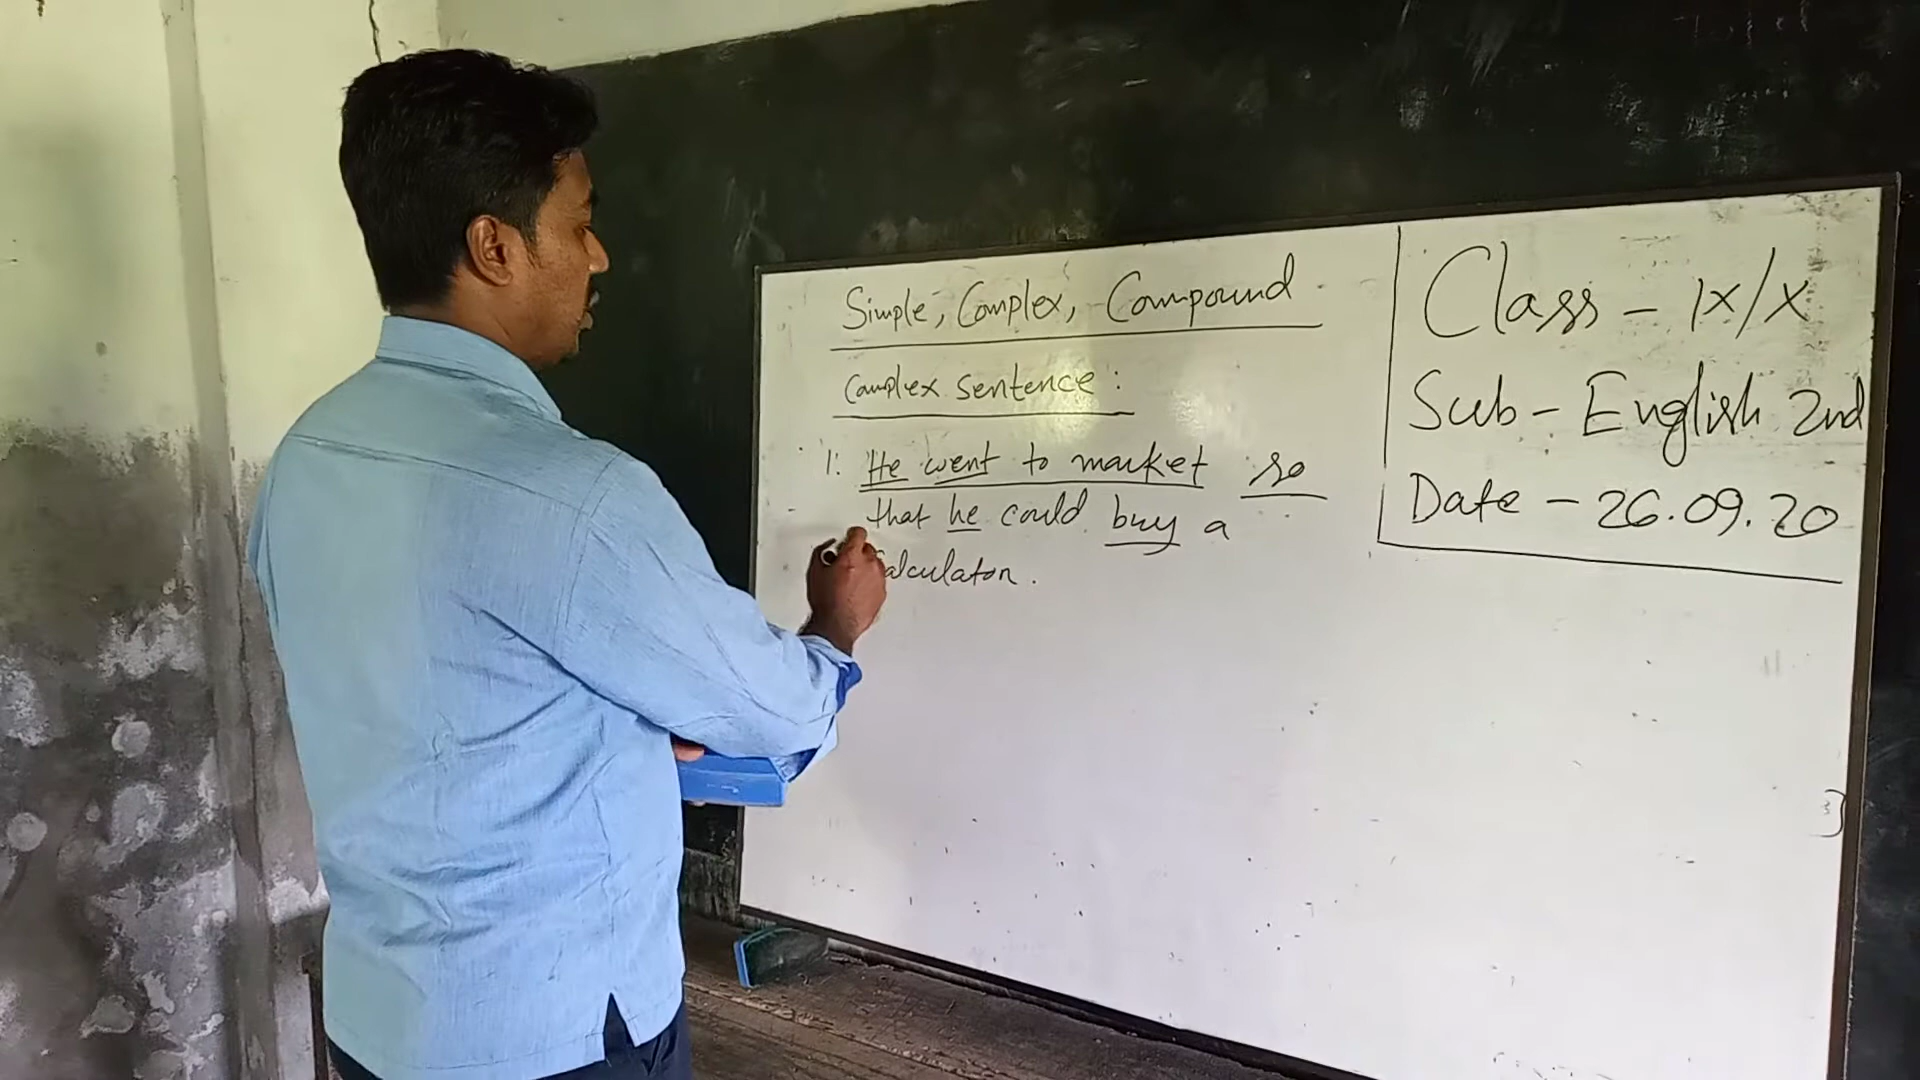 Simple, Complex, Compound
Complex sentence:
1. He went to market so
that he could buy a
calculator.
Class - IX/X
Sub - English 2nd
Date - 26.09.20